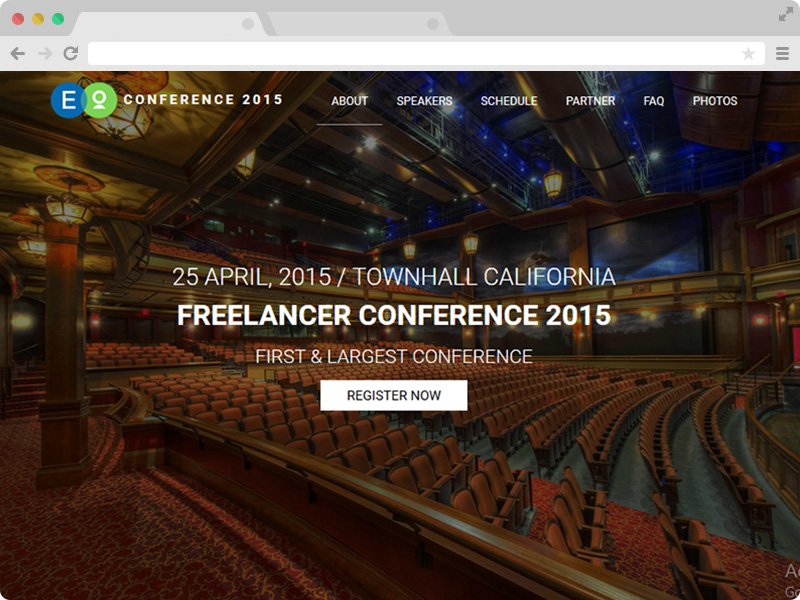 EO CONFERENCE 2015
ABOUT SPEAKERS SCHEDULE PARTNER FAQ PHOTOS
25 APRIL, 2015 / TOWNHALL CALIFORNIA
FREELANCER CONFERENCE 2015
FIRST & LARGEST CONFERENCE
REGISTER NOW